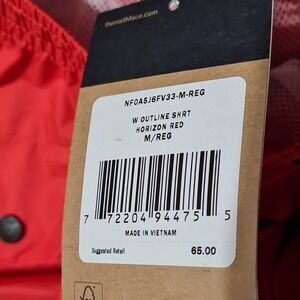 thenorthface.com
NF0A5J6FV33-M-REG
W OUTLINE SHRT
HORIZON RED
M/REG
7 72204 94475 5
MADE IN VIETNAM
Suggested Retail 65.00
FSC